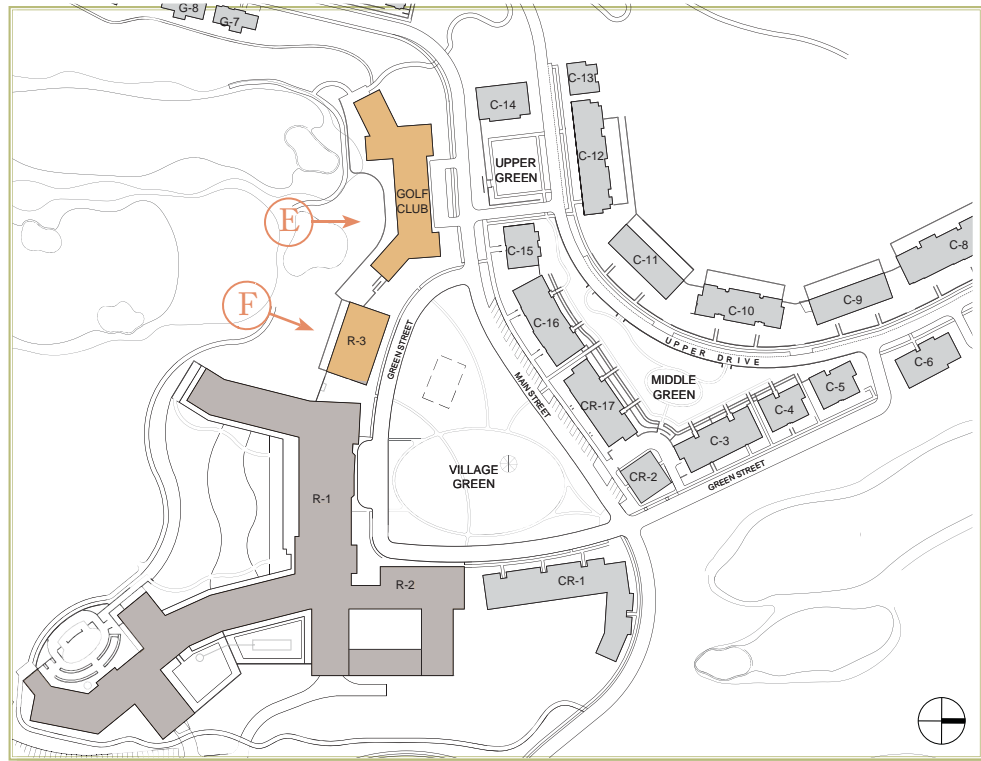 G-8
G-7
C-13
C-14
C-12
UPPER
GREEN
GOLF
CLUB
E
C-15
C-11
C-8
F
C-9
C-10
C-16
R-3
GREEN STREET
UPPER DRIVE
C-6
MAIN STREET
MIDDLE
GREEN
C-5
CR-17
C-4
C-3
VILLAGE
GREEN
CR-2
GREEN STREET
R-1
CR-1
R-2